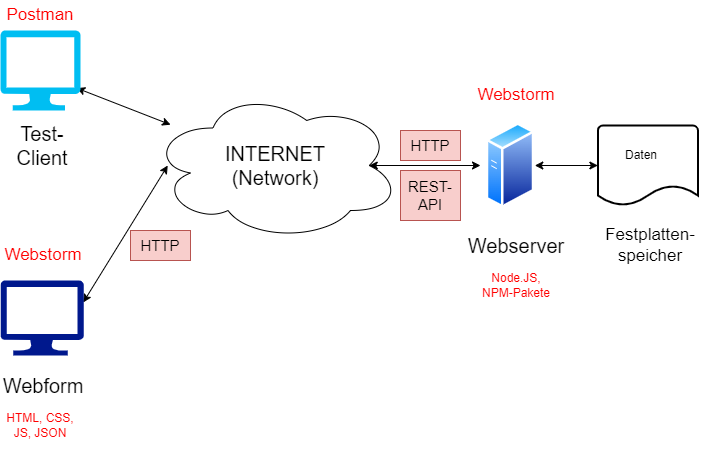 Postman
Test-
Client
Webstorm
HTTP
Webform
HTML, CSS,
JS, JSON
INTERNET
(Network)
HTTP
REST-
API
Webstorm
Webserver
Node.JS,
NPM-Pakete
Daten
Festplatten-
speicher